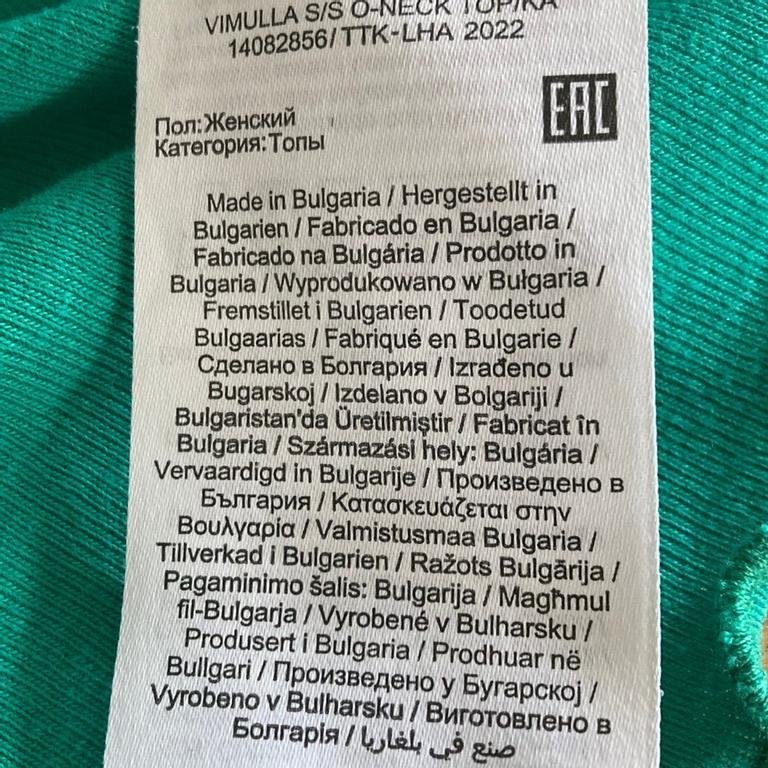 VIMULLA S/S O-NECK TOP/KA
14082856/TTK-LHA 2022
EAC
Пол:Женский
Категория:Топы
Made in Bulgaria / Hergestellt in
Bulgarien / Fabricado en Bulgaria /
Fabricado na Bulgária / Prodotto in
Bulgaria / Wyprodukowano w Bułgaria /
Fremstillet i Bulgarien / Toodetud
Bulgaarias / Fabriqué en Bulgarie /
Сделано в Болгария / Izrađeno u
Bugarskoj / Izdelano v Bolgariji /
Bulgaristan'da Üretilmiştir / Fabricat în
Bulgaria / Származási hely: Bulgária /
Vervaardigd in Bulgarije / Произведено в
България / Κατασκευάζεται στην
Βουλγαρία / Valmistusmaa Bulgaria /
Tillverkad i Bulgarien / Ražots Bulgārija /
Pagaminimo šalis: Bulgarija / Magħmul
fil-Bulgarja / Vyrobené v Bulharsku /
Produsert i Bulgaria / Prodhuar në
Bullgari / Произведено у Бугарској /
Vyrobeno v Bulharsku / Виготовлено в
Болгарія / صنع في بلغاريا